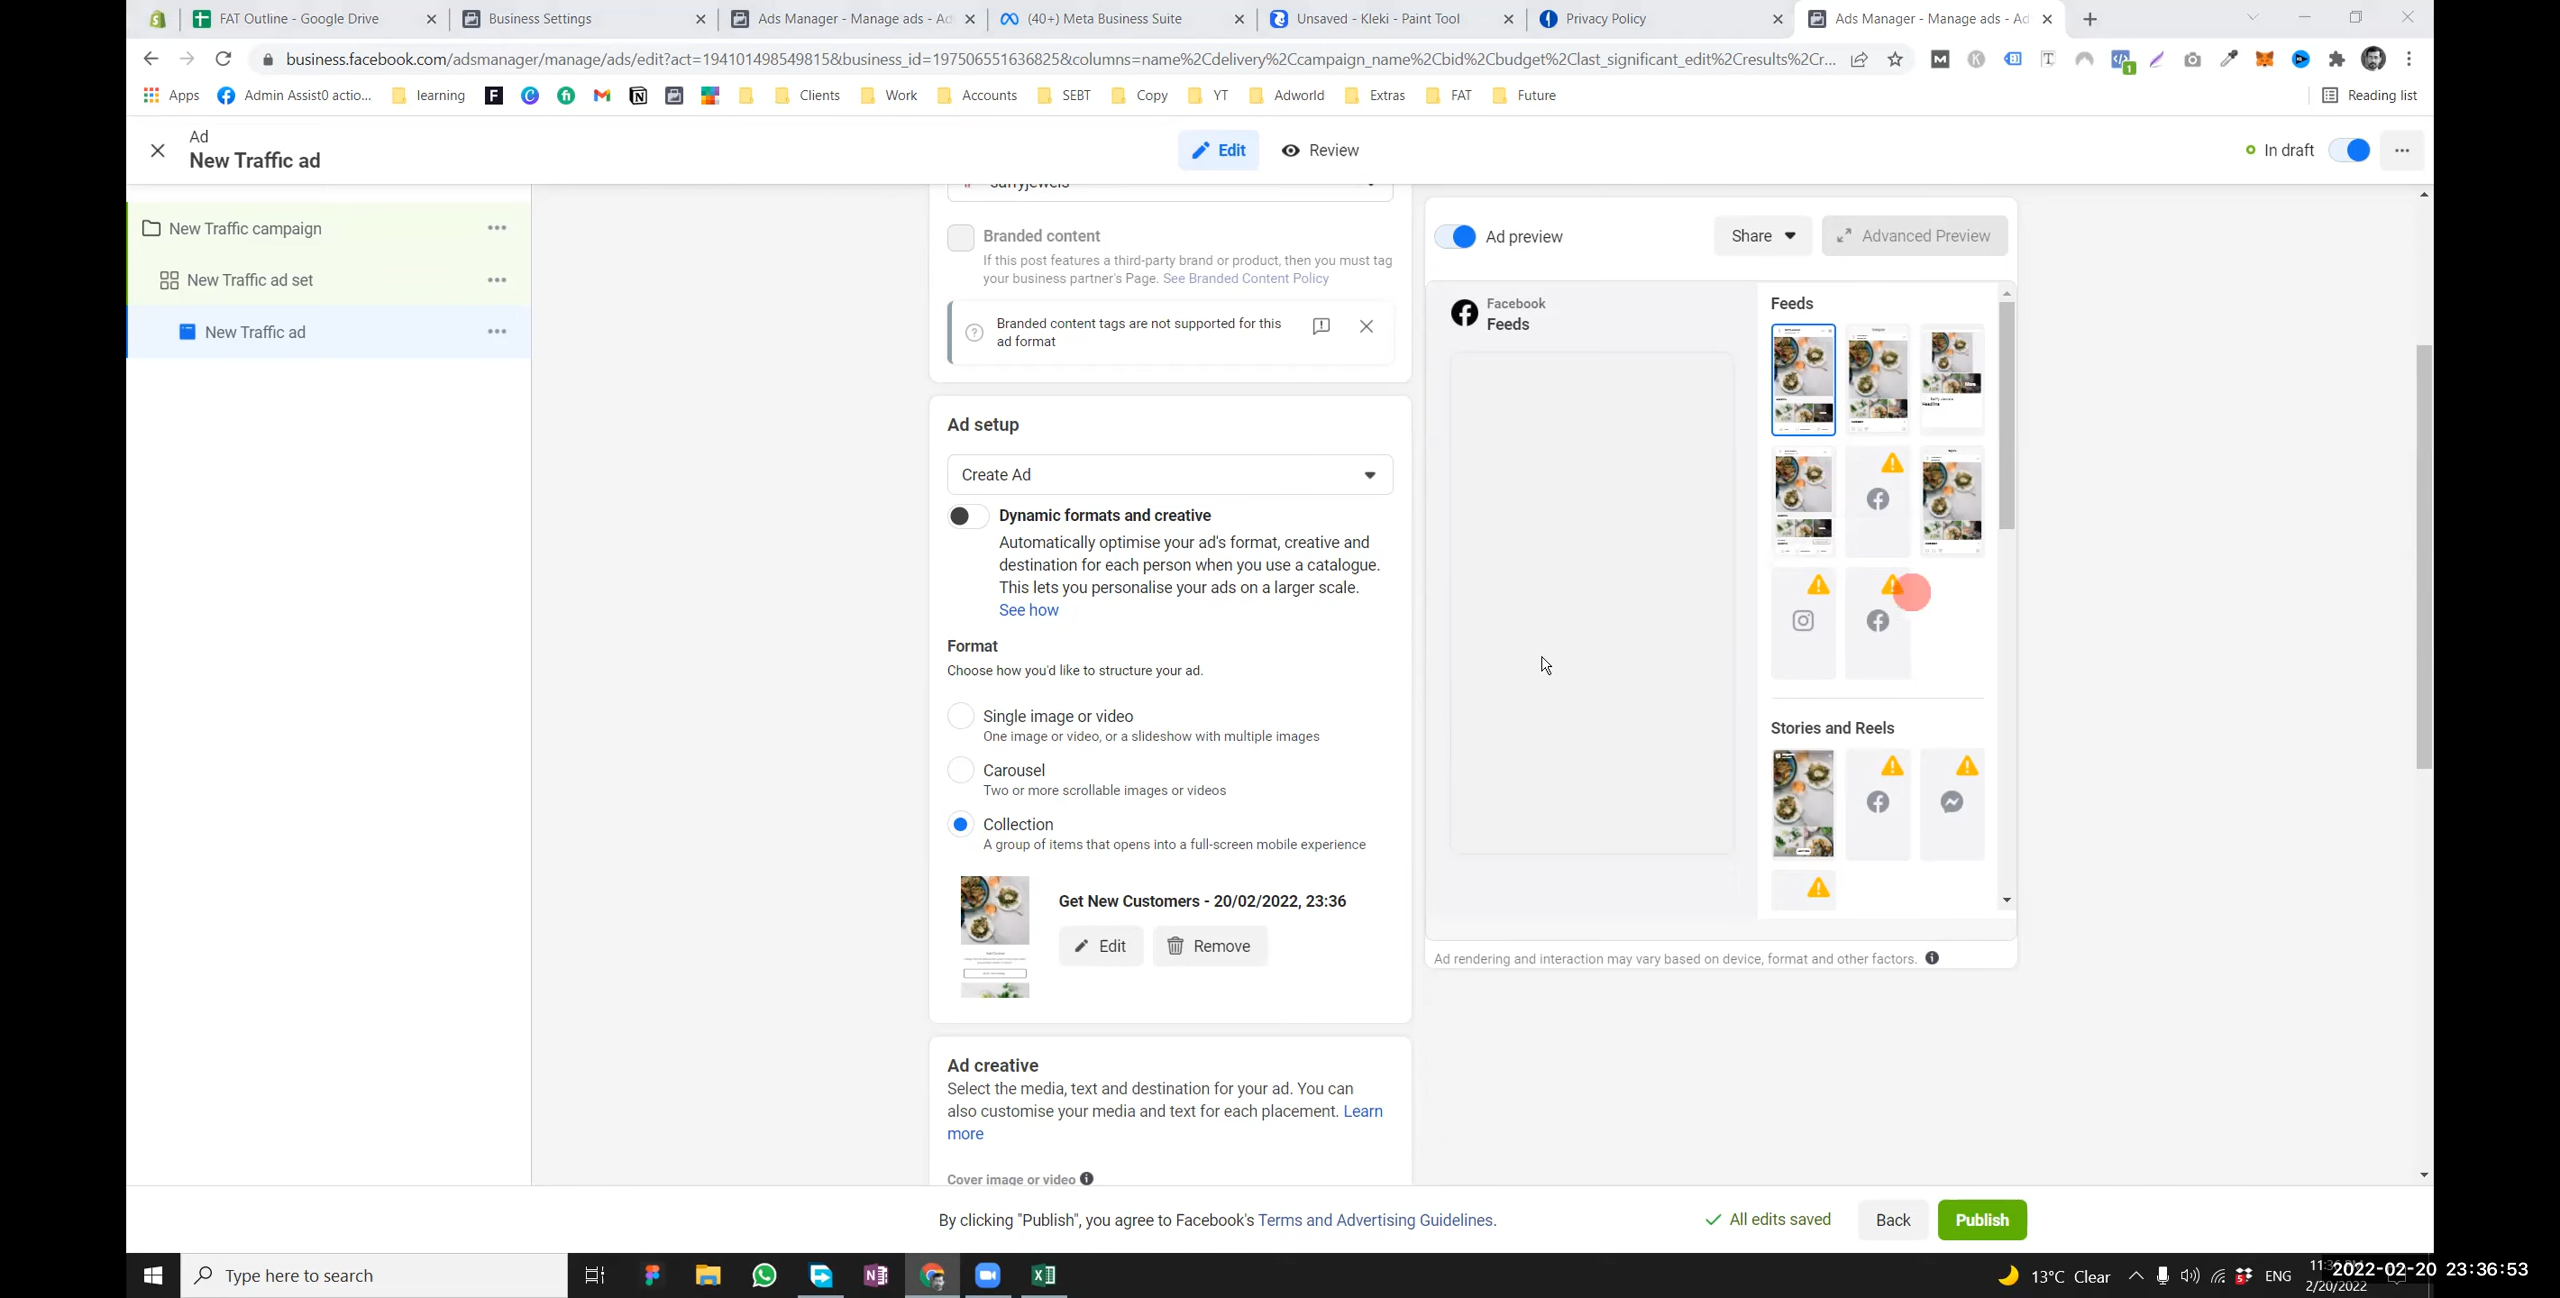 FAT Outline - Google Drive
Business Settings
Ads Manager - Manage ads - Ad
(40+) Meta Business Suite
Unsaved - Kleki - Paint Tool
Privacy Policy
Ads Manager - Manage ads - Ad
business.facebook.com/adsmanager/manage/ads/edit?act=194101498549815&business_id=197506551636825&columns=name%2Cdelivery%2Ccampaign_name%2Cbid%2Cbudget%2Clast_significant_edit%2Cresults%2Cr...
Apps
Admin Assist0 actio...
learning
Clients
Work
Accounts
SEBT
Copy
YT
Adworld
Extras
FAT
Future
Reading list
Ad
New Traffic ad
Edit
Review
In draft
New Traffic campaign
New Traffic ad set
New Traffic ad
Branded content
If this post features a third-party brand or product, then you must tag
your business partner's Page. See Branded Content Policy
Branded content tags are not supported for this
ad format
Ad setup
Create Ad
Dynamic formats and creative
Automatically optimise your ad's format, creative and
destination for each person when you use a catalogue.
This lets you personalise your ads on a larger scale.
See how
Format
Choose how you'd like to structure your ad.
Single image or video
One image or video, or a slideshow with multiple images
Carousel
Two or more scrollable images or videos
Collection
A group of items that opens into a full-screen mobile experience
Get New Customers - 20/02/2022, 23:36
Edit
Remove
Ad creative
Select the media, text and destination for your ad. You can
also customise your media and text for each placement. Learn
more
Cover image or video
Ad preview
Share
Advanced Preview
Facebook
Feeds
Feeds
Stories and Reels
Ad rendering and interaction may vary based on device, format and other factors.
By clicking "Publish", you agree to Facebook's Terms and Advertising Guidelines.
All edits saved
Back
Publish
Type here to search
13°C Clear
ENG
2/20/2022
2022-02-20 23:36:53